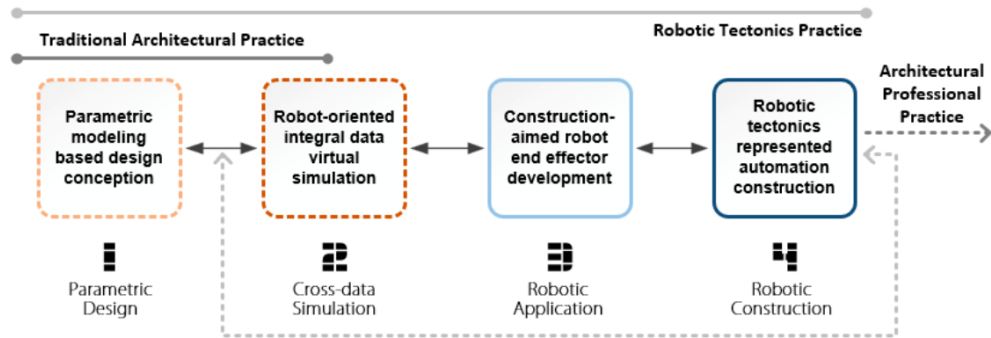 Robotic Tectonics Practice
Traditional Architectural Practice
Architectural
Professional
Practice
Parametric
modeling
based design
conception
Robot-oriented
integral data
virtual
simulation
Construction-
aimed robot
end effector
development
Robotic
tectonics
represented
automation
construction
1
Parametric
Design
2
Cross-data
Simulation
3
Robotic
Application
4
Robotic
Construction